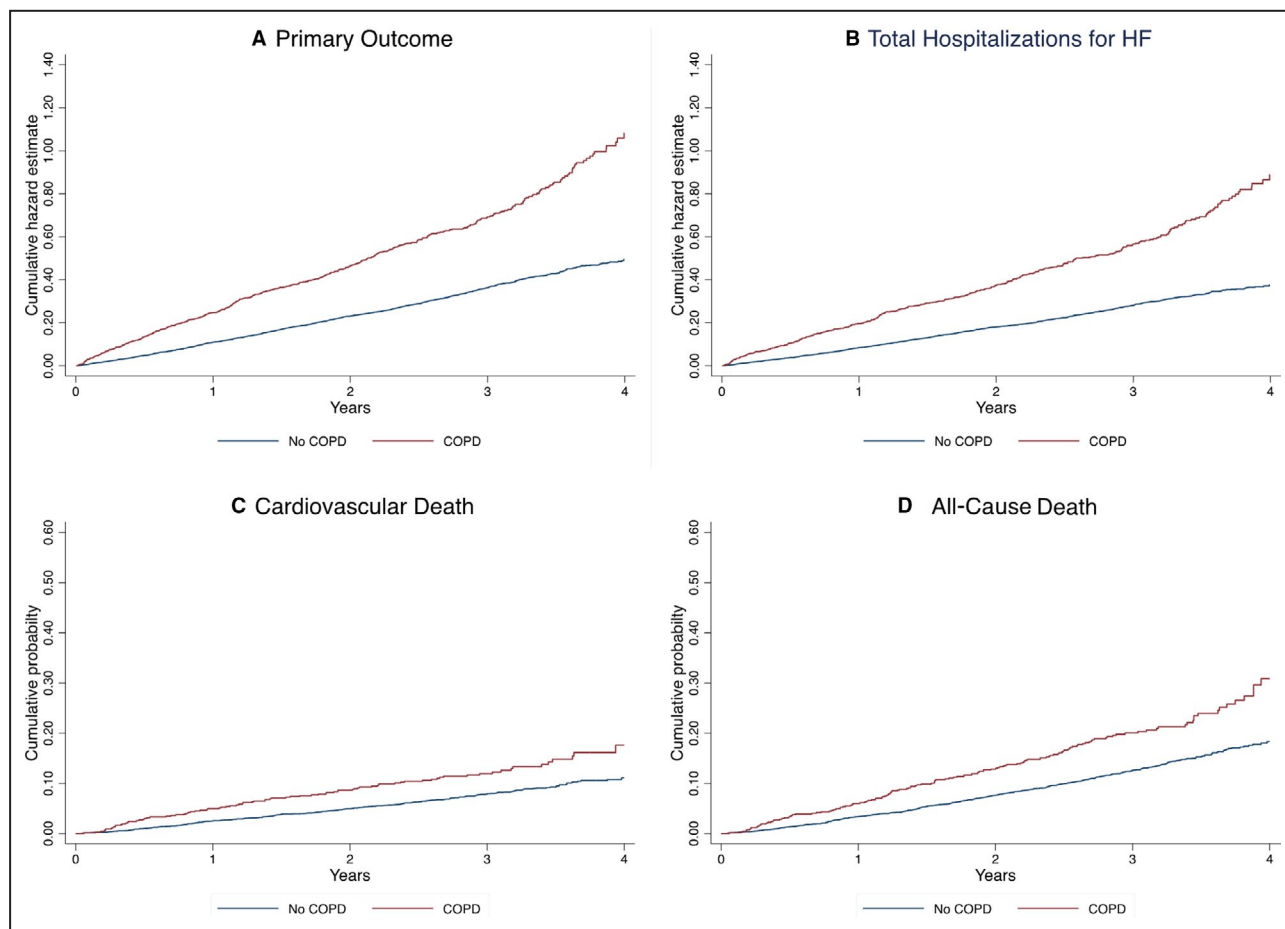 A Primary Outcome
Cumulative hazard estimate
1.40
1.20
1.00
0.80
0.60
0.40
0.20
0.00
0 1 2 3 4
Years
No COPD COPD
B Total Hospitalizations for HF
Cumulative hazard estimate
1.40
1.20
1.00
0.80
0.60
0.40
0.20
0.00
0 1 2 3 4
Years
No COPD COPD
C Cardiovascular Death
Cumulative probabilty
0.60
0.50
0.40
0.30
0.20
0.10
0.00
0 1 2 3 4
Years
No COPD COPD
D All-Cause Death
Cumulative probabilty
0.60
0.50
0.40
0.30
0.20
0.10
0.00
0 1 2 3 4
Years
No COPD COPD